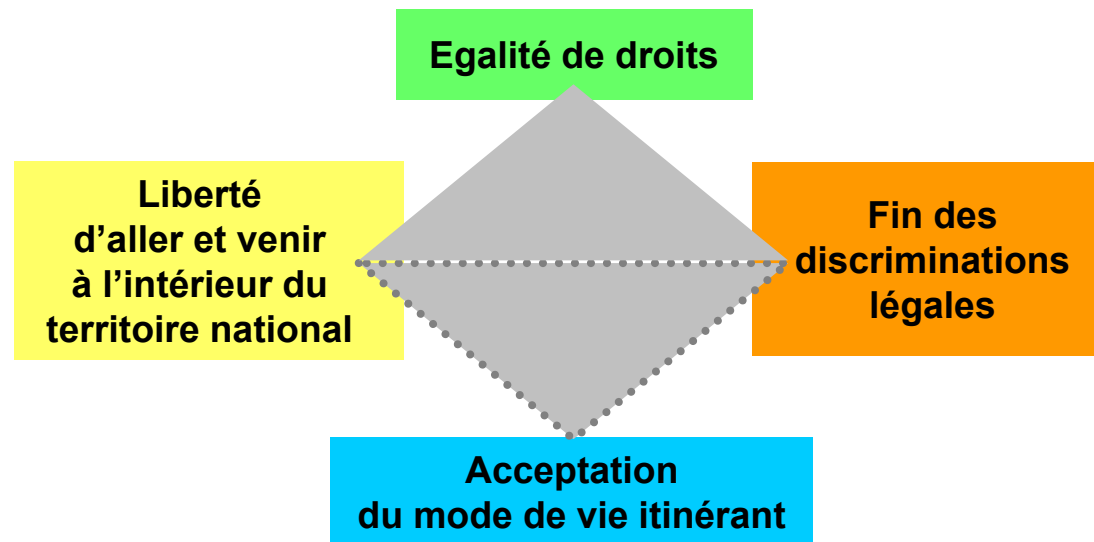 Egalité de droits
Liberté
d’aller et venir
à l’intérieur du
territoire national
Fin des
discriminations
légales
Acceptation
du mode de vie itinérant